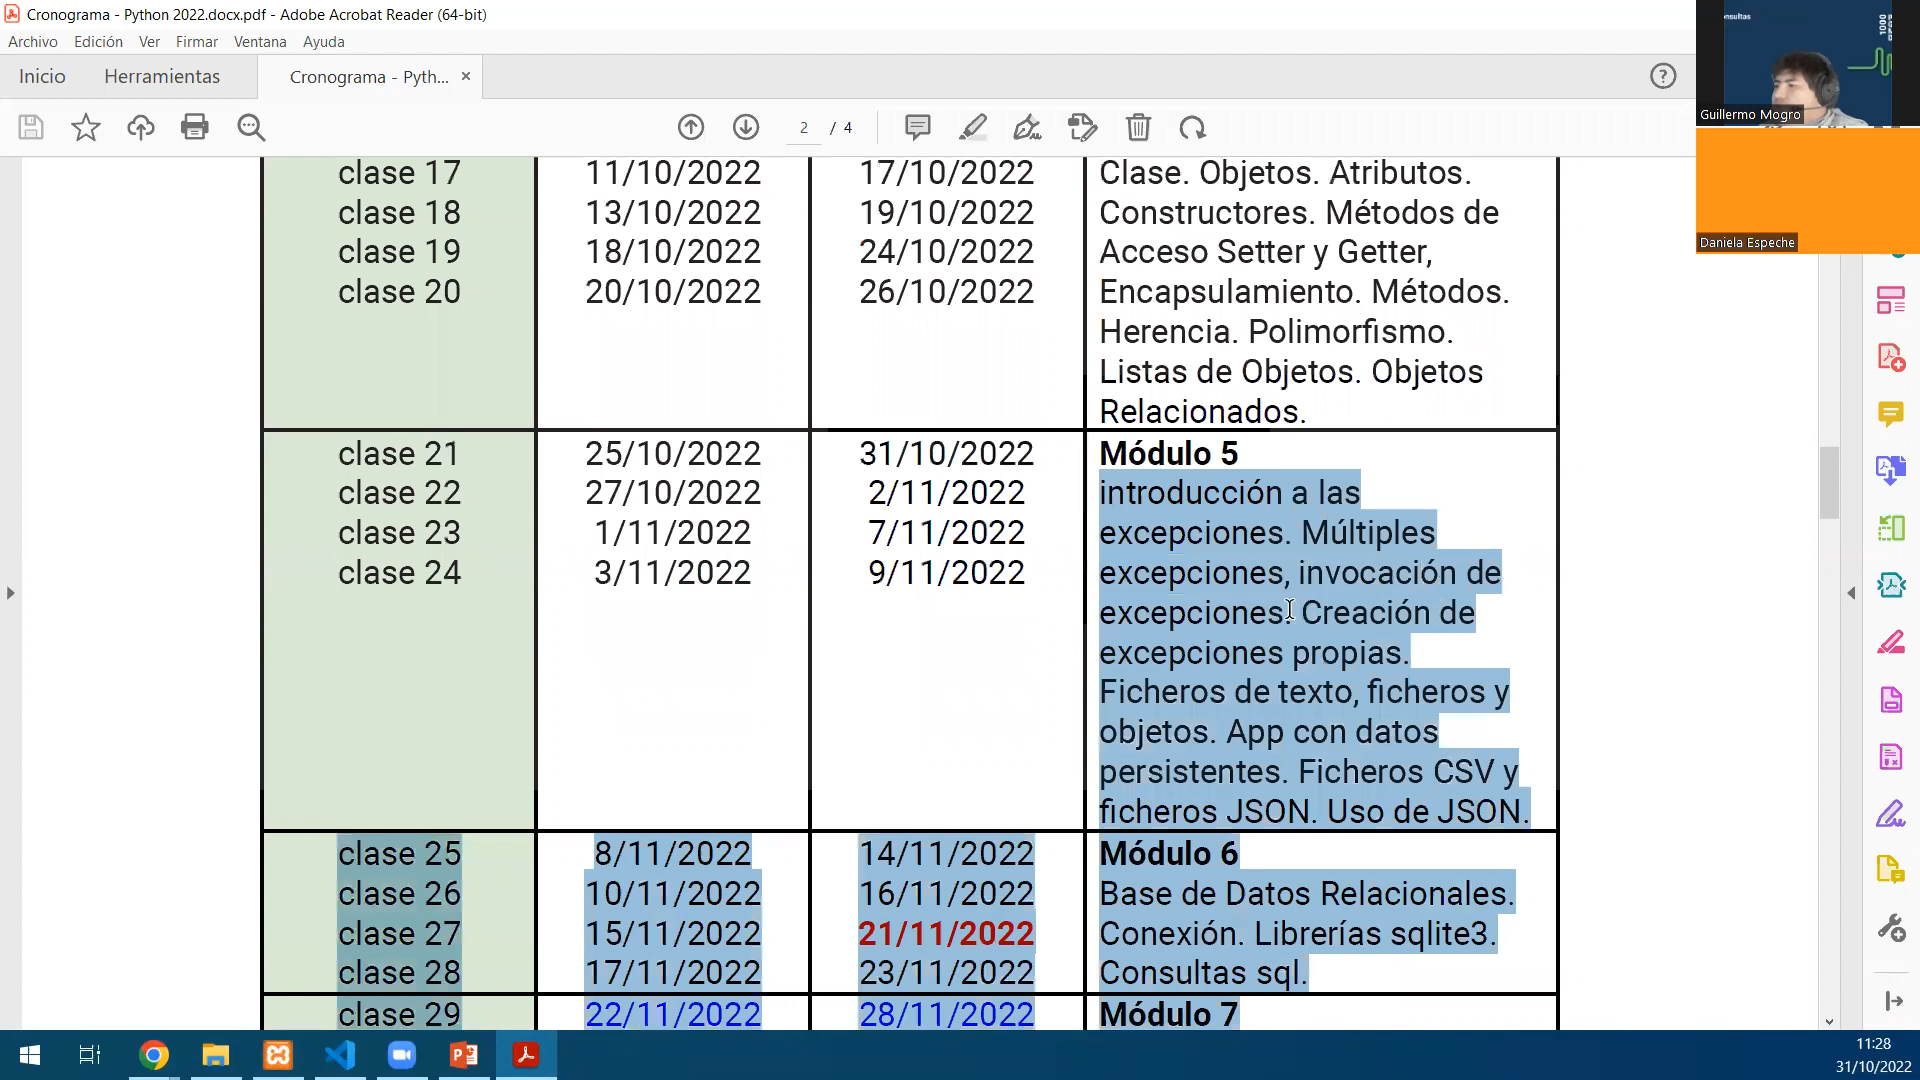 Cronograma - Python 2022.docx.pdf - Adobe Acrobat Reader (64-bit)
Archivo Edición Ver Firmar Ventana Ayuda
Inicio Herramientas Cronograma - Pyth... ×
2 / 4
nsultas
1000
Guillermo Mogro
Daniela Espeche
clase 17 11/10/2022 17/10/2022 Clase. Objetos. Atributos.
clase 18 13/10/2022 19/10/2022 Constructores. Métodos de
clase 19 18/10/2022 24/10/2022 Acceso Setter y Getter,
clase 20 20/10/2022 26/10/2022 Encapsulamiento. Métodos.
Herencia. Polimorfismo.
Listas de Objetos. Objetos
Relacionados.
clase 21 25/10/2022 31/10/2022 Módulo 5
clase 22 27/10/2022 2/11/2022 introducción a las
clase 23 1/11/2022 7/11/2022 excepciones. Múltiples
clase 24 3/11/2022 9/11/2022 excepciones, invocación de
excepciones. Creación de
excepciones propias.
Ficheros de texto, ficheros y
objetos. App con datos
persistentes. Ficheros CSV y
ficheros JSON. Uso de JSON.
clase 25 8/11/2022 14/11/2022 Módulo 6
clase 26 10/11/2022 16/11/2022 Base de Datos Relacionales.
clase 27 15/11/2022 21/11/2022 Conexión. Librerías sqlite3.
clase 28 17/11/2022 23/11/2022 Consultas sql.
clase 29 22/11/2022 28/11/2022 Módulo 7
11:28
31/10/2022